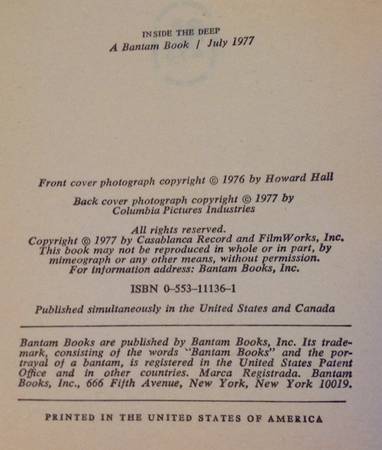 INSIDE THE DEEP
A Bantam Book / July 1977
Front cover photograph copyright © 1976 by Howard Hall
Back cover photograph copyright © 1977 by
Columbia Pictures Industries
All rights reserved.
Copyright © 1977 by Casablanca Record and FilmWorks, Inc.
This book may not be reproduced in whole or in part, by
mimeograph or any other means, without permission.
For information address: Bantam Books, Inc.
ISBN 0–553–11136–1
Published simultaneously in the United States and Canada
Bantam Books are published by Bantam Books, Inc. Its trade-
mark, consisting of the words "Bantam Books" and the por-
trayal of a bantam, is registered in the United States Patent
Office and in other countries. Marca Registrada. Bantam
Books, Inc., 666 Fifth Avenue, New York, New York 10019.
PRINTED IN THE UNITED STATES OF AMERICA